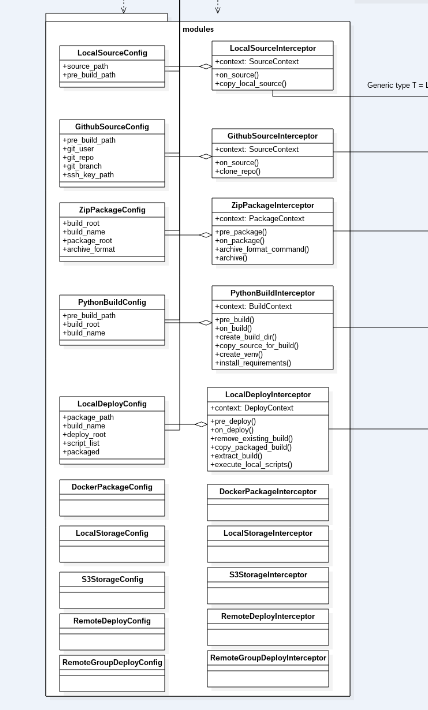 modules
LocalSourceConfig
+source_path
+pre_build_path
LocalSourceInterceptor
+context: SourceContext
+on_source()
+copy_local_source()
Generic type T = L
GithubSourceConfig
+pre_build_path
+git_user
+git_repo
+git_branch
+ssh_key_path
GithubSourceInterceptor
+context: SourceContext
+on_source()
+clone_repo()
ZipPackageConfig
+build_root
+build_name
+package_root
+archive_format
ZipPackageInterceptor
+context: PackageContext
+pre_package()
+on_package()
+archive_format_command()
+archive()
PythonBuildConfig
+pre_build_path
+build_root
+build_name
PythonBuildInterceptor
+context: BuildContext
+pre_build()
+on_build()
+create_build_dir()
+copy_source_for_build()
+create_venv()
+install_requirements()
LocalDeployConfig
+package_path
+build_name
+deploy_root
+script_list
+packaged
LocalDeployInterceptor
+context: DeployContext
+pre_deploy()
+on_deploy()
+remove_existing_build()
+copy_packaged_build()
+extract_build()
+execute_local_scripts()
DockerPackageConfig
DockerPackageInterceptor
LocalStorageConfig
LocalStorageInterceptor
S3StorageConfig
S3StorageInterceptor
RemoteDeployConfig
RemoteDeployInterceptor
RemoteGroupDeployConfig
RemoteGroupDeployInterceptor